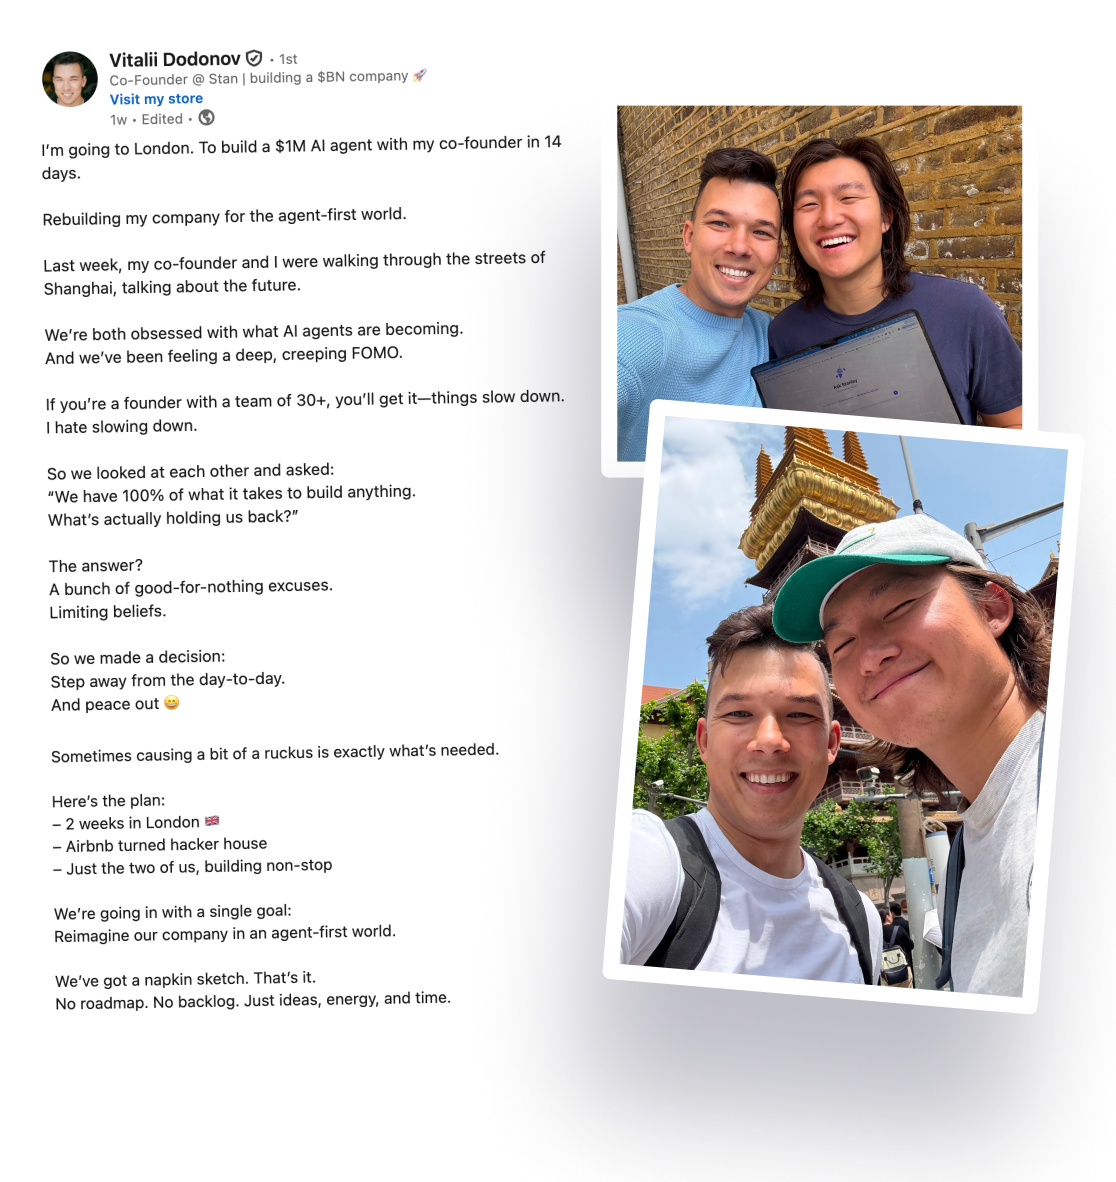 Vitalii Dodonov · 1st
Co-Founder @ Stan | building a $BN company 🚀
Visit my store
1w • Edited •
I’m going to London. To build a $1M AI agent with my co-founder in 14
days.
Rebuilding my company for the agent-first world.
Last week, my co-founder and I were walking through the streets of
Shanghai, talking about the future.
We’re both obsessed with what AI agents are becoming.
And we’ve been feeling a deep, creeping FOMO.
If you’re a founder with a team of 30+, you’ll get it—things slow down.
I hate slowing down.
So we looked at each other and asked:
“We have 100% of what it takes to build anything.
What’s actually holding us back?”
The answer?
A bunch of good-for-nothing excuses.
Limiting beliefs.
So we made a decision:
Step away from the day-to-day.
And peace out 😄
Sometimes causing a bit of a ruckus is exactly what’s needed.
Here’s the plan:
– 2 weeks in London 🇬🇧
– Airbnb turned hacker house
– Just the two of us, building non-stop
We’re going in with a single goal:
Reimagine our company in an agent-first world.
We’ve got a napkin sketch. That’s it.
No roadmap. No backlog. Just ideas, energy, and time.
Ask Stanley